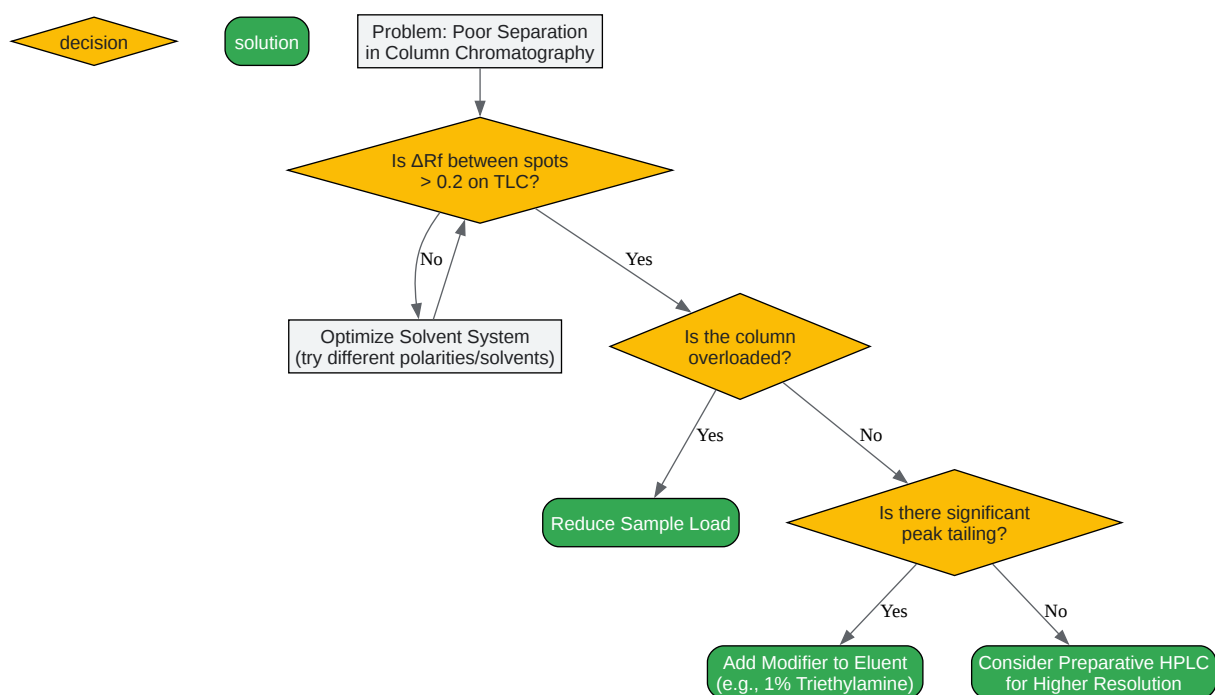 decision
solution
Problem: Poor Separation
in Column Chromatography
Is ΔRf between spots
> 0.2 on TLC?
No
Yes
Optimize Solvent System
(try different polarities/solvents)
Is the column
overloaded?
Yes
No
Reduce Sample Load
Is there significant
peak tailing?
Yes
No
Add Modifier to Eluent
(e.g., 1% Triethylamine)
Consider Preparative HPLC
for Higher Resolution